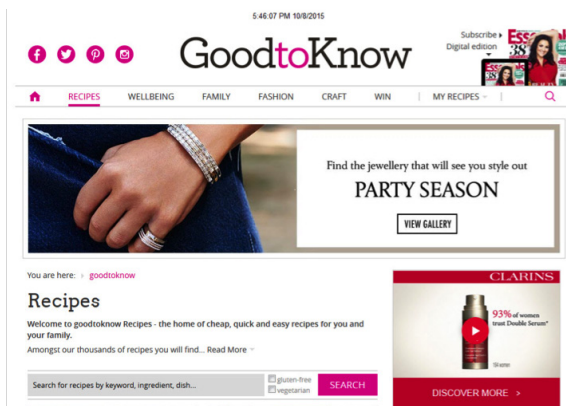 5:46:07 PM 10/8/2015
GoodtoKnow
Subscribe
Digital edition
RECIPES WELLBEING FAMILY FASHION CRAFT WIN MY RECIPES
Find the jewellery that will see you style out
PARTY SEASON
VIEW GALLERY
You are here: goodtoknow
Recipes
Welcome to goodtoknow Recipes - the home of cheap, quick and easy recipes for you and
your family.
Amongst our thousands of recipes you will find... Read More
Search for recipes by keyword, ingredient, dish...
gluten-free
vegetarian
SEARCH
CLARINS
93% of women
trust Double Serum*
DISCOVER MORE >